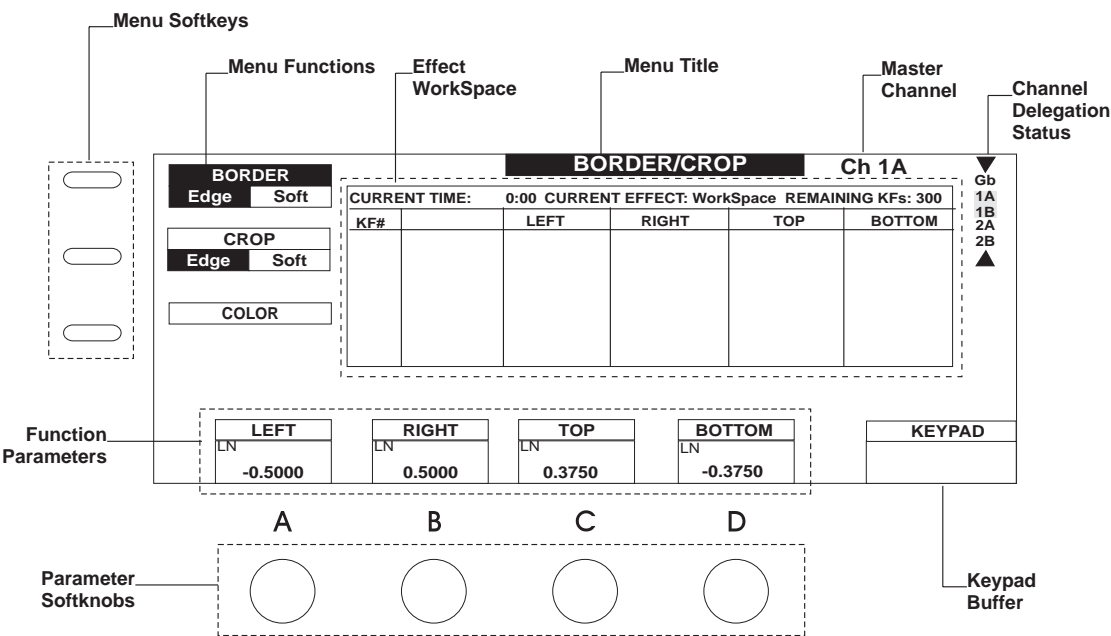 Menu Softkeys
Menu Functions
Effect
WorkSpace
Menu Title
Master
Channel
Channel
Delegation
Status
BORDER
Edge Soft
CROP
Edge Soft
COLOR
BORDER/CROP
Ch 1A
CURRENT TIME: 0:00 CURRENT EFFECT: WorkSpace REMAINING KFs: 300
KF# LEFT RIGHT TOP BOTTOM
Gb
1A
1B
2A
2B
Function
Parameters
LEFT
LN
-0.5000
RIGHT
LN
0.5000
TOP
LN
0.3750
BOTTOM
LN
-0.3750
KEYPAD
A B C D
Parameter
Softknobs
Keypad
Buffer